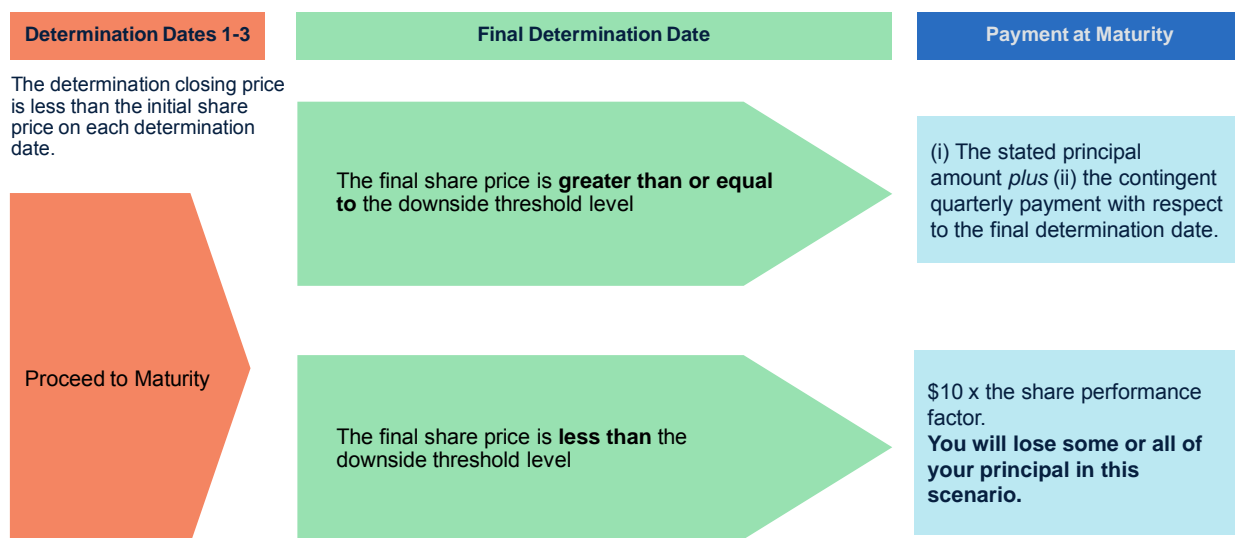 Determination Dates 1-3
Final Determination Date
Payment at Maturity
The determination closing price
is less than the initial share
price on each determination
date.
Proceed to Maturity
The final share price is greater than or equal
to the downside threshold level
(i) The stated principal
amount plus (ii) the contingent
quarterly payment with respect
to the final determination date.
The final share price is less than the
downside threshold level
$10 x the share performance
factor.
You will lose some or all of
your principal in this
scenario.